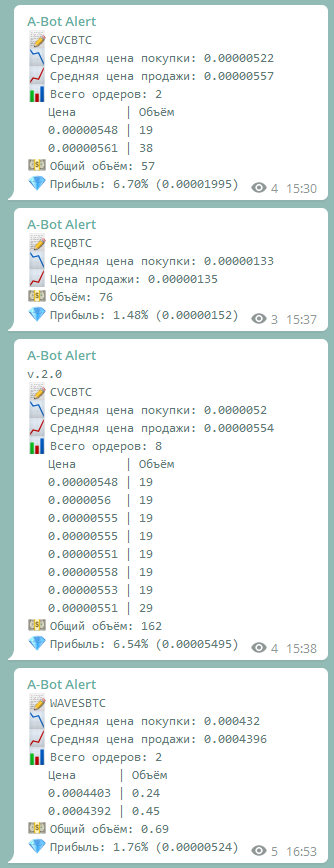 A-Bot Alert
CVCBTC
Средняя цена покупки: 0.00000522
Средняя цена продажи: 0.00000557
Всего ордеров: 2
Цена | Объём
0.00000548 | 19
0.00000561 | 38
Общий объём: 57
Прибыль: 6.70% (0.00001995) 4 15:30
A-Bot Alert
REQBTC
Средняя цена покупки: 0.00000133
Цена продажи: 0.00000135
Объём: 76
Прибыль: 1.48% (0.00000152) 3 15:37
A-Bot Alert
v.2.0
CVCBTC
Средняя цена покупки: 0.0000052
Средняя цена продажи: 0.00000554
Всего ордеров: 8
Цена | Объём
0.00000548 | 19
0.0000056 | 19
0.00000555 | 19
0.00000555 | 19
0.00000551 | 19
0.00000558 | 19
0.00000553 | 19
0.00000551 | 29
Общий объём: 162
Прибыль: 6.54% (0.00005495) 4 15:38
A-Bot Alert
WAVESBTC
Средняя цена покупки: 0.000432
Средняя цена продажи: 0.0004396
Всего ордеров: 2
Цена | Объём
0.0004403 | 0.24
0.0004392 | 0.45
Общий объём: 0.69
Прибыль: 1.76% (0.00000524) 5 16:53